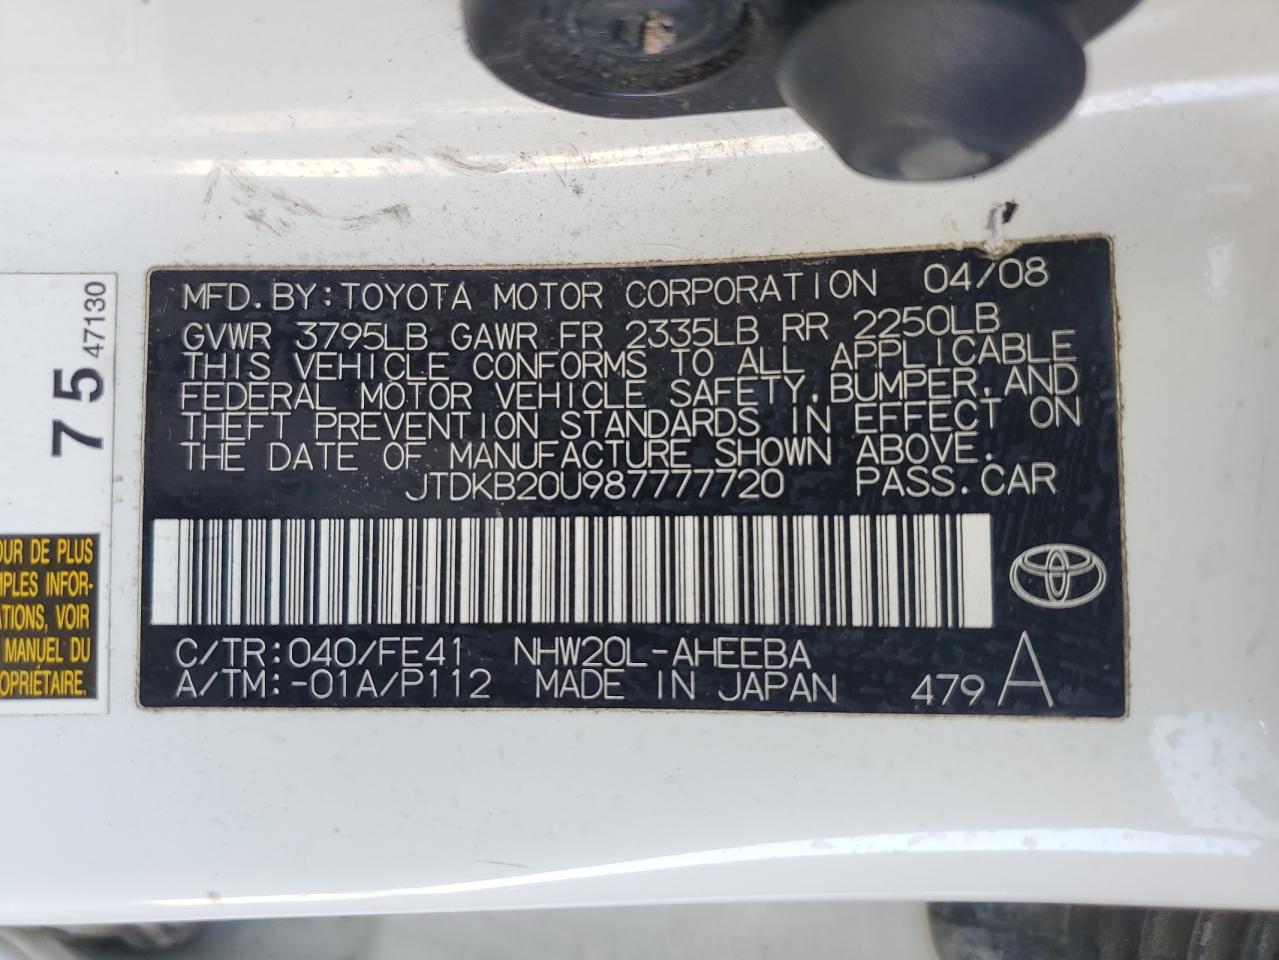 MFD. BY: TOYOTA MOTOR CORPORATION 04/08
GVWR 3795LB GAWR FR 2335LB RR 2250LB
THIS VEHICLE CONFORMS TO ALL APPLICABLE
FEDERAL MOTOR VEHICLE SAFETY, BUMPER, AND
THEFT PREVENTION STANDARDS IN EFFECT ON
THE DATE OF MANUFACTURE SHOWN ABOVE.
JTDKB20U987777720 PASS. CAR
C/TR: 040/FE41 NHW20L-AHEEBA
A/TM: -01A/P112 MADE IN JAPAN 479 A
75 47130
OUR DE PLUS
MPLES INFOR-
ATIONS, VOIR
MANUEL DU
OPRIÉTAIRE.